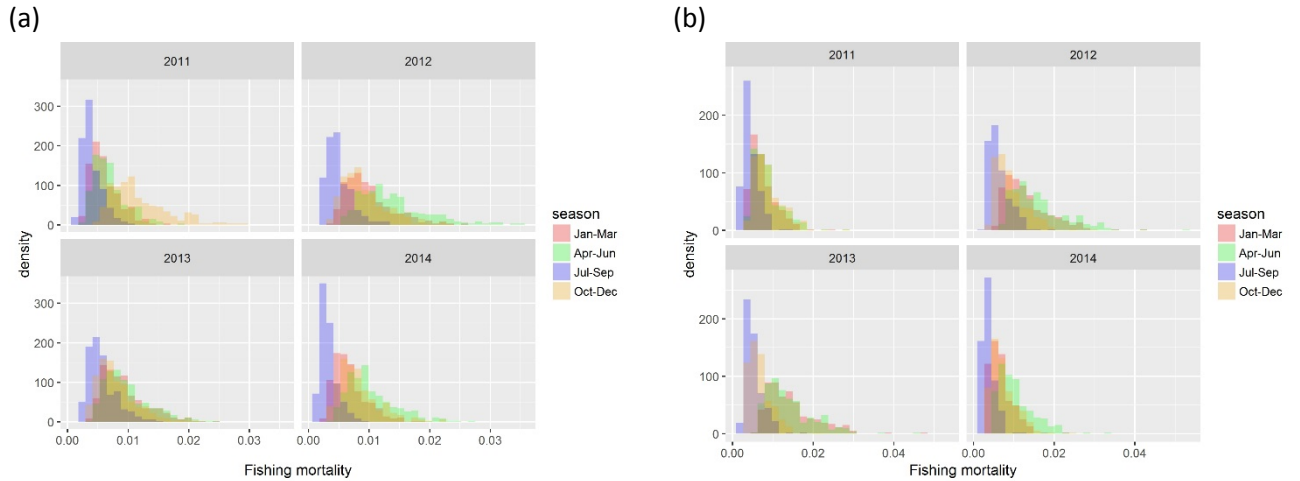 (a)
2011
2012
300
200
100
0
density
2013
2014
300
200
100
0
0.00
0.01
0.02
0.03
0.00
0.01
0.02
0.03
Fishing mortality
season
Jan-Mar
Apr-Jun
Jul-Sep
Oct-Dec
(b)
2011
2012
200
100
0
density
2013
2014
200
100
0
0.00
0.02
0.04
0.00
0.02
0.04
Fishing mortality
season
Jan-Mar
Apr-Jun
Jul-Sep
Oct-Dec